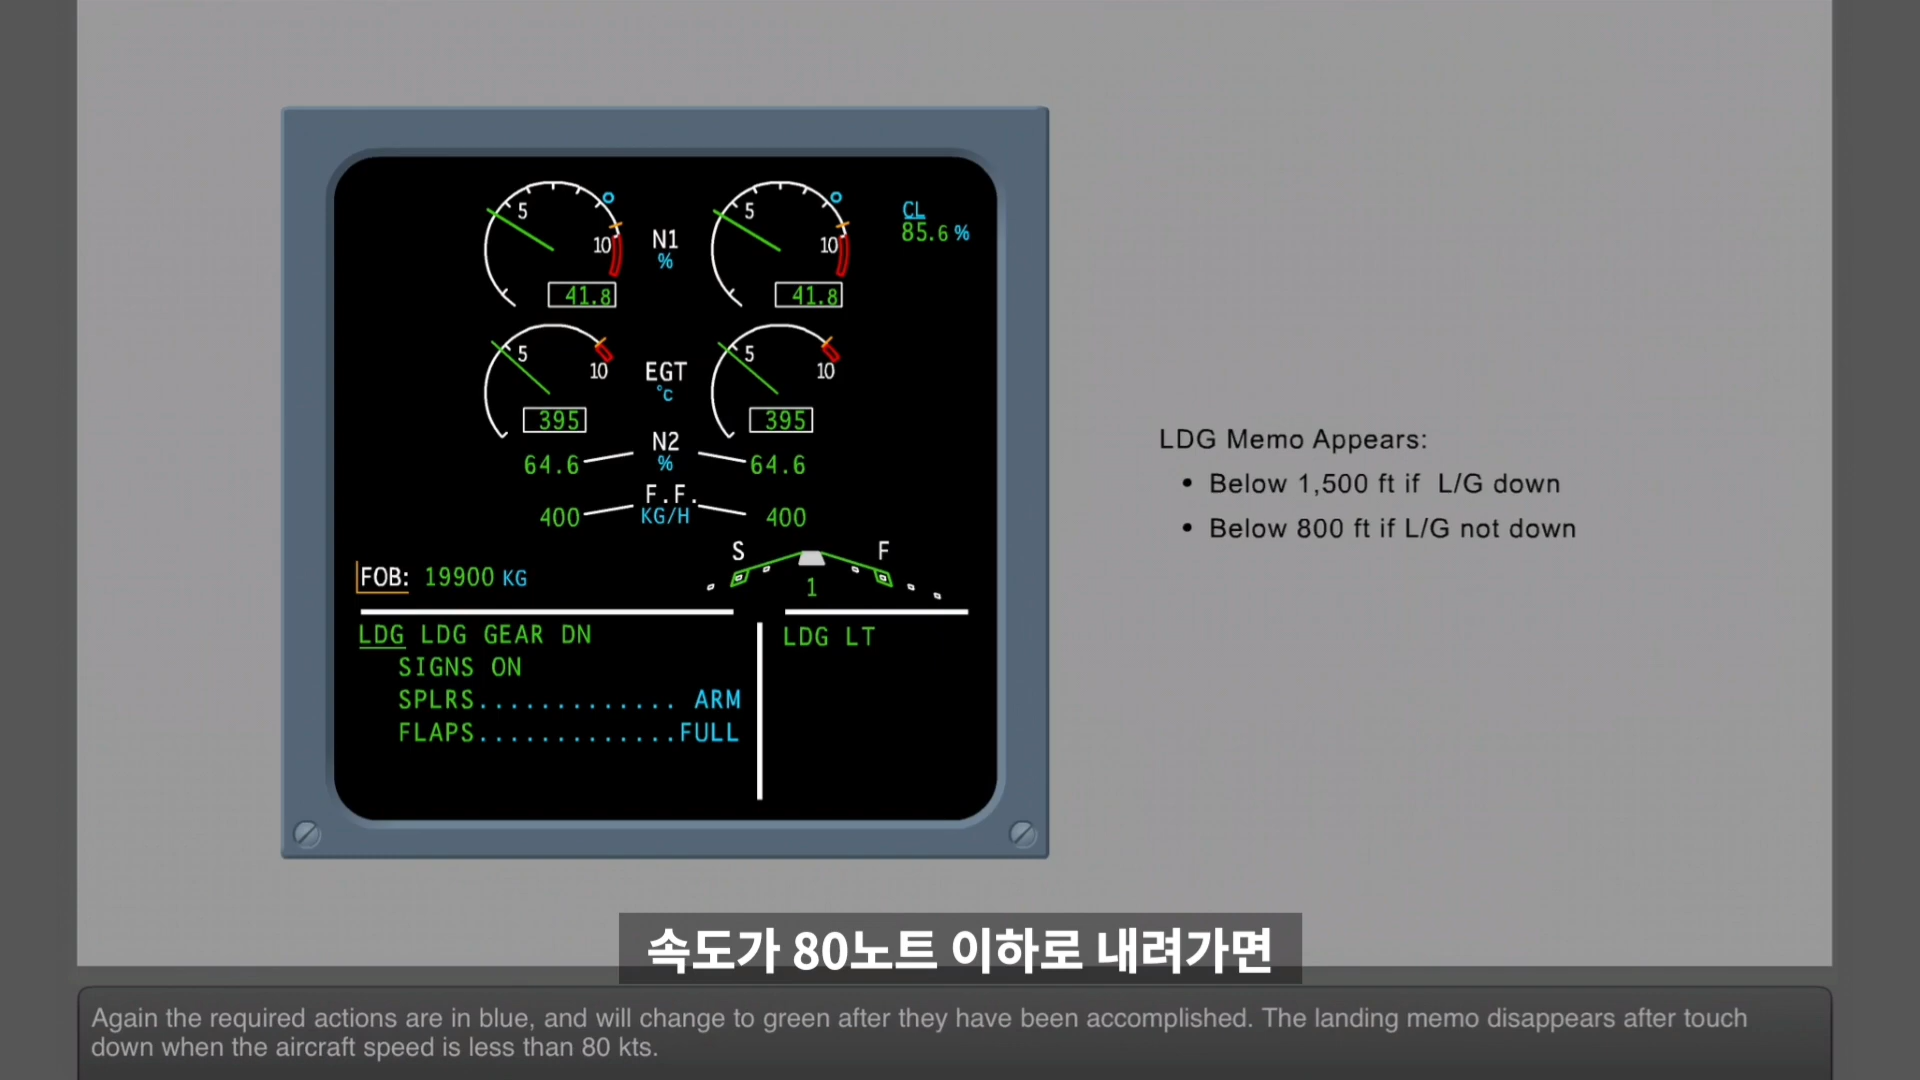 5 5 CL
10 N1 10 85.6 %
%
41.8 41.8
5 5
10 EGT 10
°C
395 395
N2
64.6 % 64.6
F.F.
400 KG/H 400
S F
FOB: 19900 KG 1
LDG LDG GEAR DN
SIGNS ON
SPLRS............. ARM
FLAPS.............FULL
LDG LT
LDG Memo Appears:
• Below 1,500 ft if L/G down
• Below 800 ft if L/G not down
속도가 80노트 이하로 내려가면
Again the required actions are in blue, and will change to green after they have been accomplished. The landing memo disappears after touch
down when the aircraft speed is less than 80 kts.